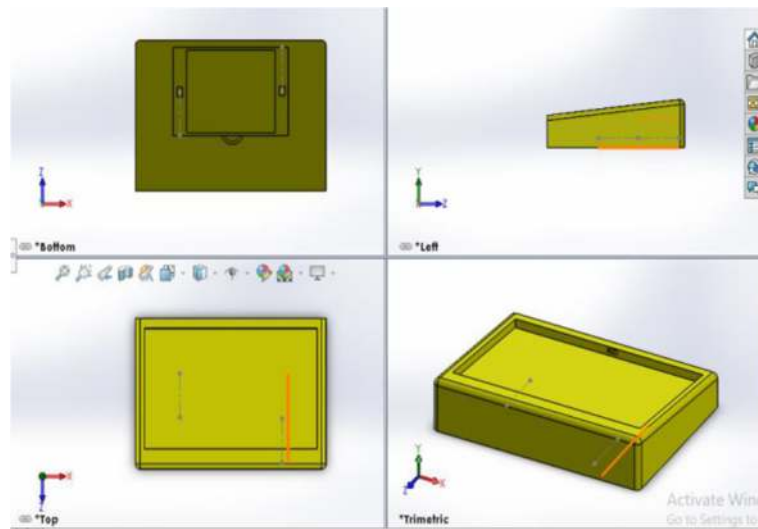 Z
X
*Bottom
Y
Z
*Left
X
Z
*Top
Y
X
Z
*Trimetric
Activate Win
Go to Settings to